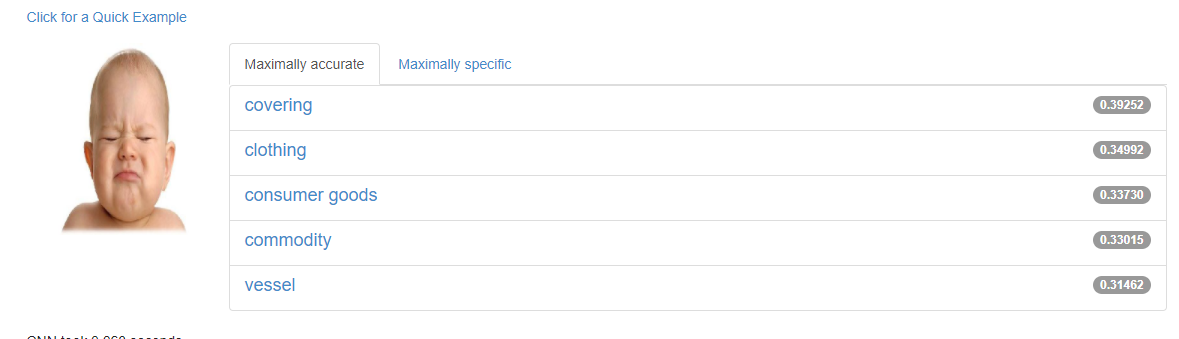 Click for a Quick Example
Maximally accurate Maximally specific
covering 0.39252
clothing 0.34992
consumer goods 0.33730
commodity 0.33015
vessel 0.31462